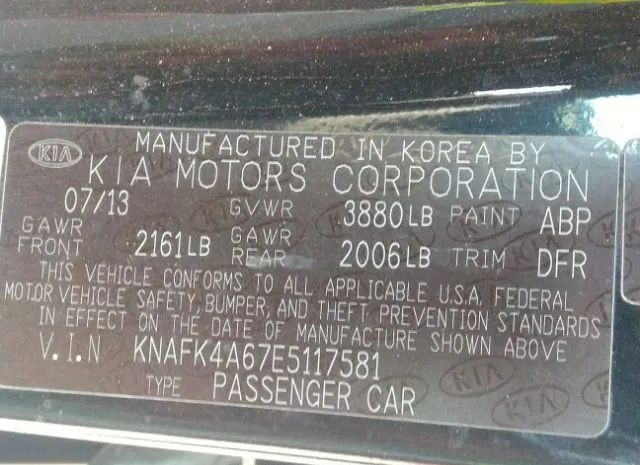 KIA MANUFACTURED IN KOREA BY
KIA MOTORS CORPORATION
07/13 GVWR 3880LB PAINT ABP
GAWR FRONT 2161LB GAWR REAR 2006LB TRIM DFR
THIS VEHICLE CONFORMS TO ALL APPLICABLE U.S.A. FEDERAL
MOTOR VEHICLE SAFETY, BUMPER, AND THEFT PREVENTION STANDARDS
IN EFFECT ON THE DATE OF MANUFACTURE SHOWN ABOVE
V.I.N KNAFK4A67E5117581
TYPE PASSENGER CAR